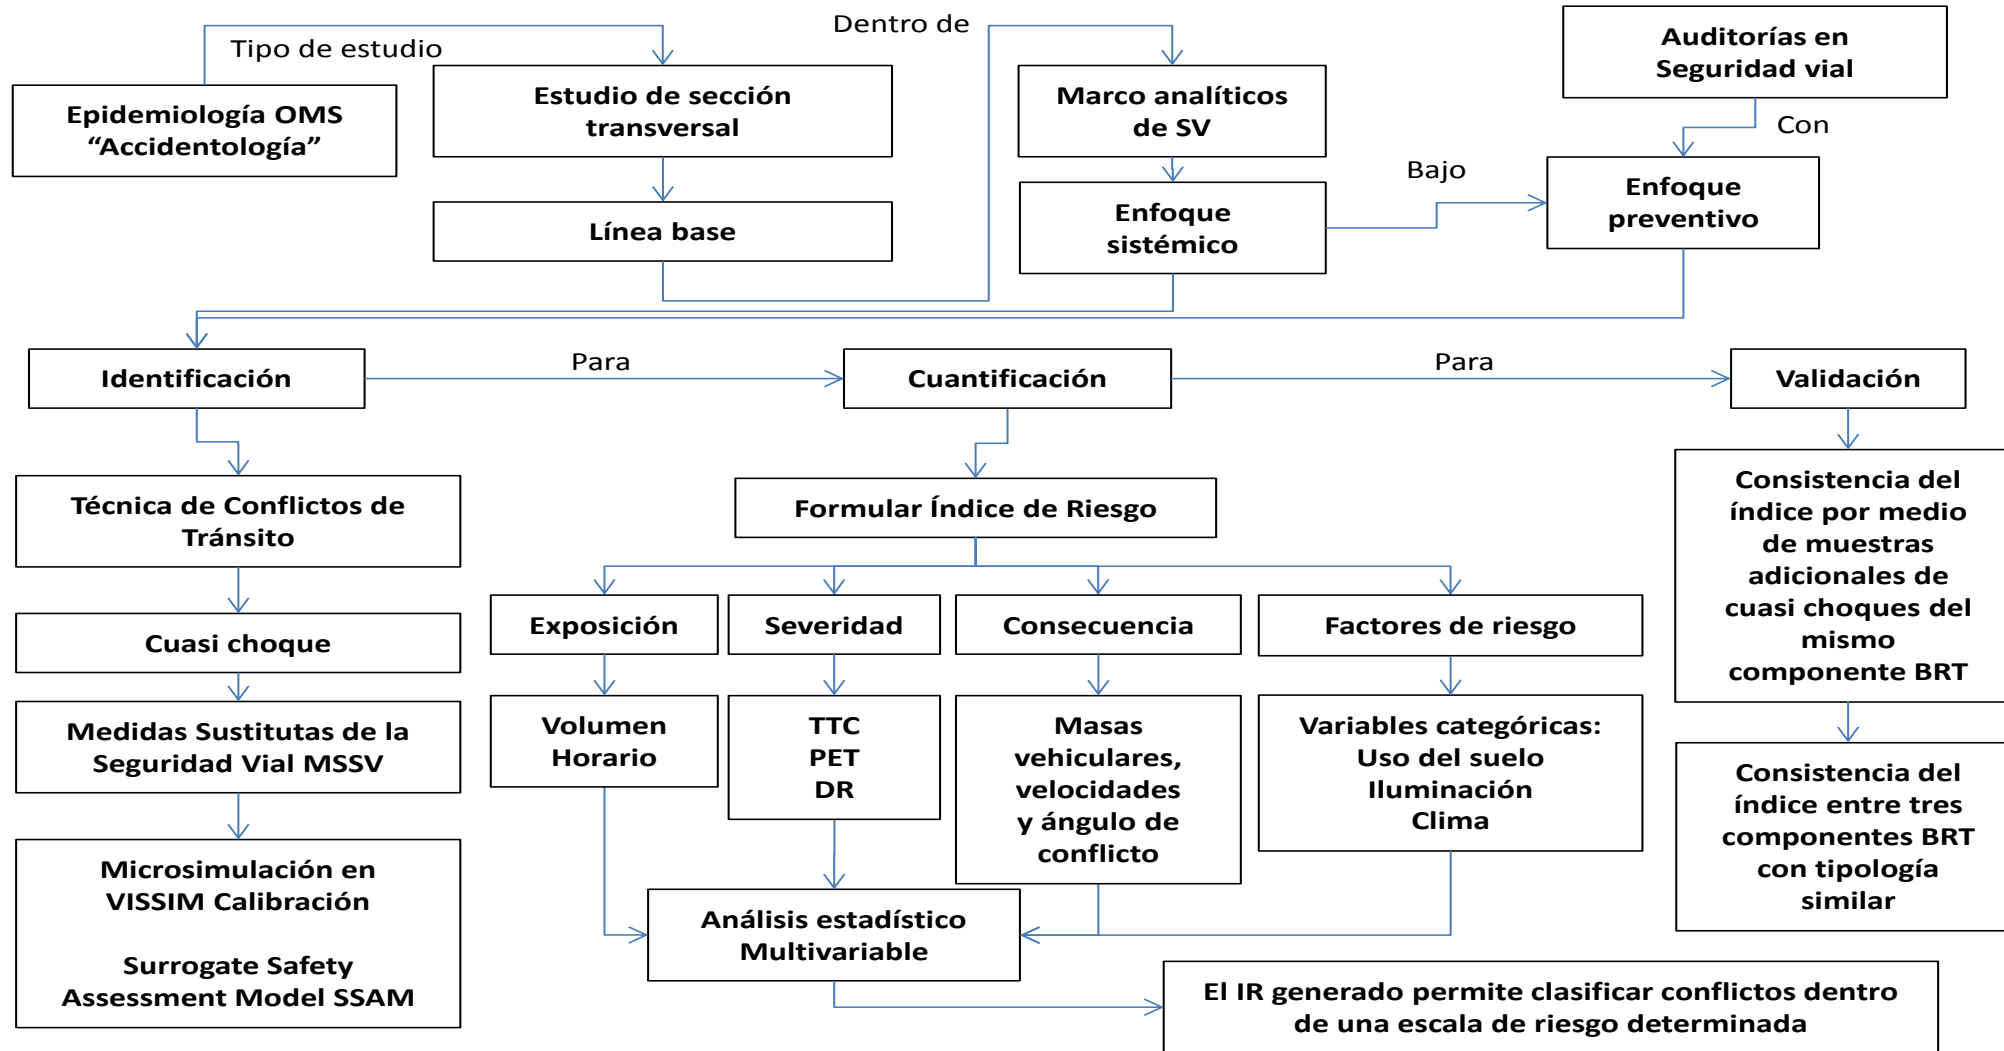 Tipo de estudio
Dentro de
Auditorías en
Seguridad vial
Epidemiología OMS
“Accidentología”
Estudio de sección
transversal
Marco analíticos
de SV
Con
Bajo
Línea base
Enfoque
sistémico
Enfoque
preventivo
Identificación
Para
Cuantificación
Para
Validación
Técnica de Conflictos de
Tránsito
Cuasi choque
Medidas Sustitutas de la
Seguridad Vial MSSV
Microsimulación en
VISSIM Calibración
Surrogate Safety
Assessment Model SSAM
Formular Índice de Riesgo
Exposición
Severidad
Consecuencia
Factores de riesgo
Volumen
Horario
TTC
PET
DR
Masas
vehiculares,
velocidades
y ángulo de
conflicto
Variables categóricas:
Uso del suelo
Iluminación
Clima
Análisis estadístico
Multivariable
El IR generado permite clasificar conflictos dentro
de una escala de riesgo determinada
Consistencia del
índice por medio
de muestras
adicionales de
cuasi choques del
mismo
componente BRT
Consistencia del
índice entre tres
componentes BRT
con tipología
similar